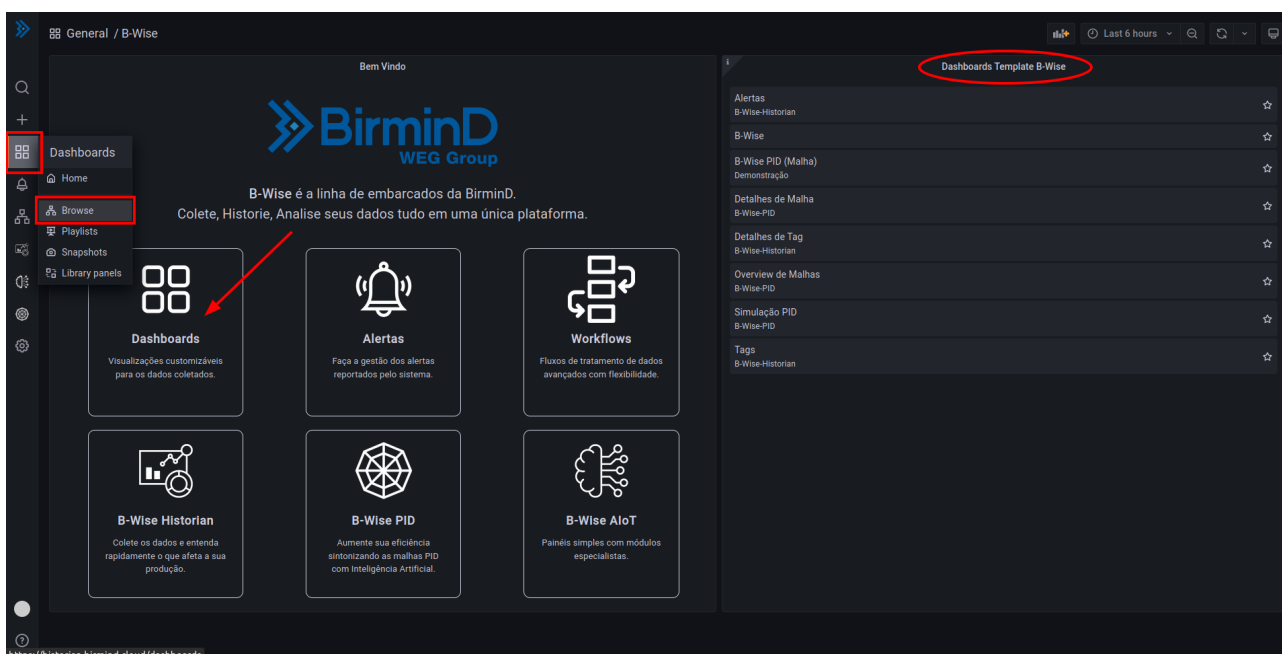 General / B-Wise
Last 6 hours
Bem Vindo
Dashboards Template B-Wise
BirminD
WEG Group
B-Wise é a linha de embarcados da BirminD.
Colete, Historie, Analise seus dados tudo em uma única plataforma.
Dashboards
Home
Browse
Playlists
Snapshots
Library panels
Dashboards
Visualizações customizáveis
para os dados coletados.
Alertas
Faça a gestão dos alertas
reportados pelo sistema.
Workflows
Fluxos de tratamento de dados
avançados com flexibilidade.
B-Wise Historian
Colete os dados e entenda
rapidamente o que afeta a sua
produção.
B-Wise PID
Aumente sua eficiência
sintonizando as malhas PID
com Inteligência Artificial.
B-Wise AIoT
Painéis simples com módulos
especialistas.
Alertas
B-Wise-Historian
B-Wise
B-Wise PID (Malha)
Demonstração
Detalhes de Malha
B-Wise-PID
Detalhes de Tag
B-Wise-Historian
Overview de Malhas
B-Wise-PID
Simulação PID
B-Wise-PID
Tags
B-Wise-Historian